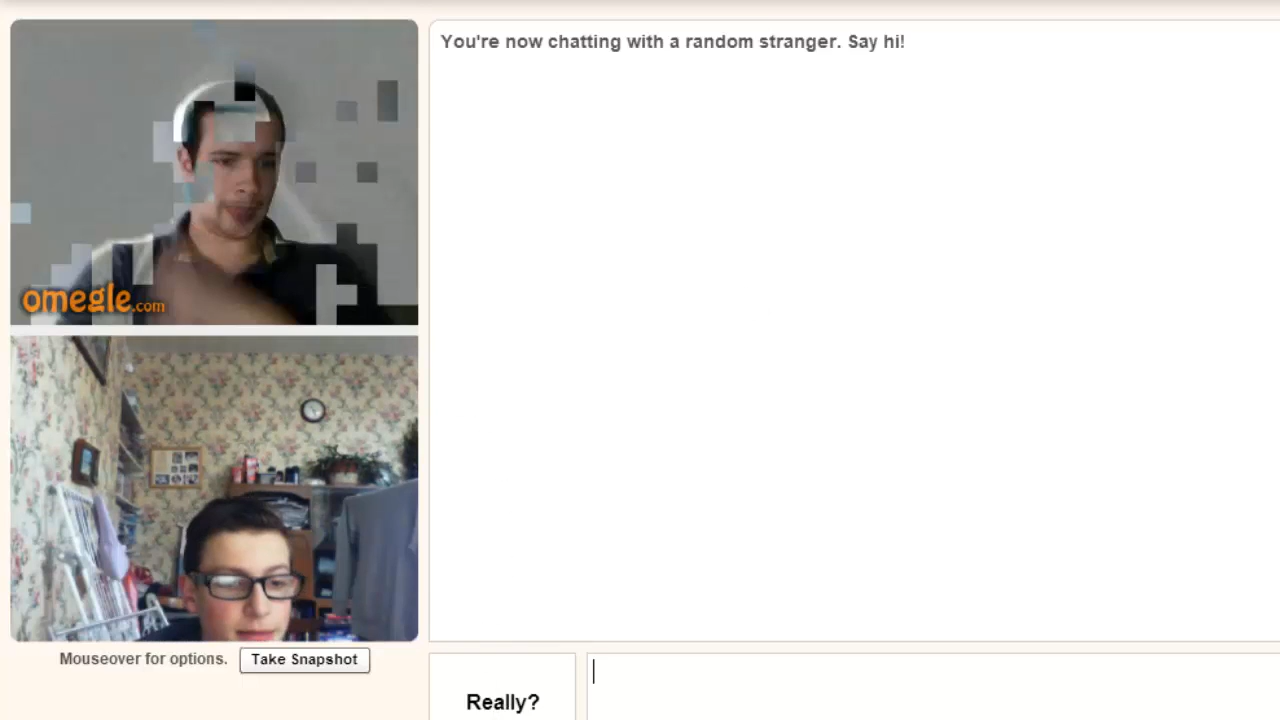 You're now chatting with a random stranger. Say hi!
omegle.com
Mouseover for options.
Take Snapshot
Really?